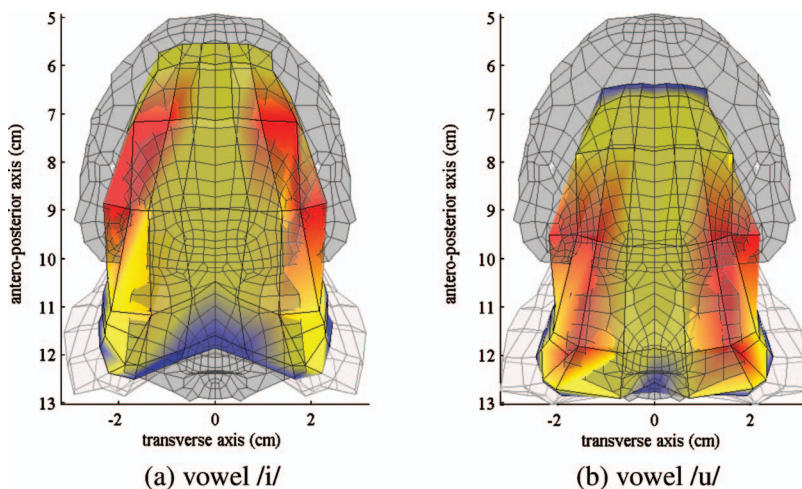 5
6
7
8
9
10
11
12
13
antero-posterior axis (cm)
-2 0 2
transverse axis (cm)
(a) vowel /i/
5
6
7
8
9
10
11
12
13
antero-posterior axis (cm)
-2 0 2
transverse axis (cm)
(b) vowel /u/